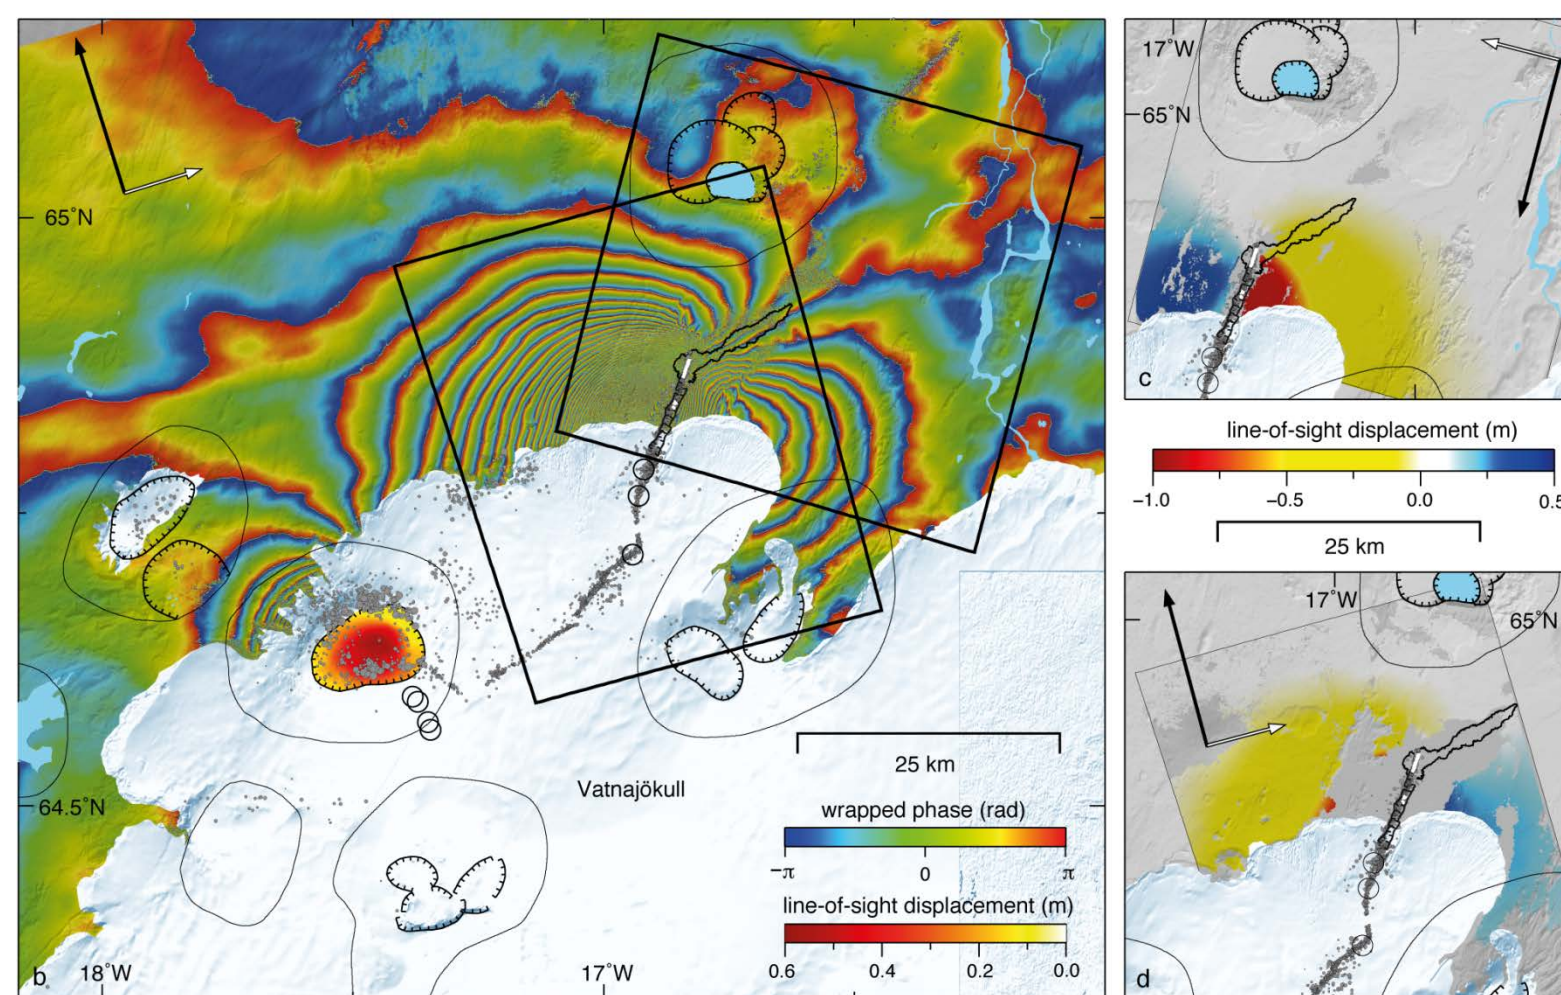 65°N
Vatnajökull
25 km
wrapped phase (rad)
−π 0 π
line-of-sight displacement (m)
0.6 0.4 0.2 0.0
64.5°N
18°W 17°W
b
17°W
65°N
c
line-of-sight displacement (m)
−1.0 −0.5 0.0 0.5
25 km
17°W
65°N
d